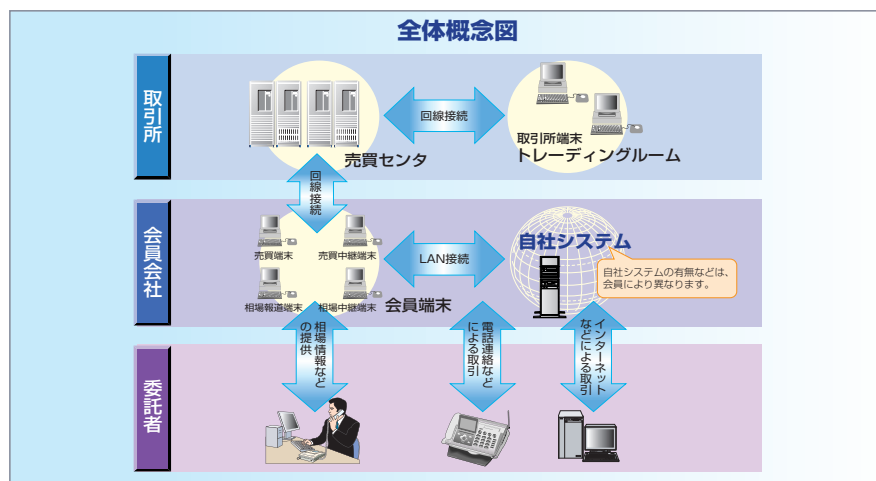 全体概念図
取引所
回線接続
取引所端末
トレーディングルーム
売買センタ
回線接続
会員会社
売買端末
売買中継端末
相場報道端末
相場中継端末
会員端末
LAN接続
自社システム
自社システムの有無などは、
会員により異なります。
相場情報など
の提供
電話連絡など
による取引
インターネット
などによる取引
委託者